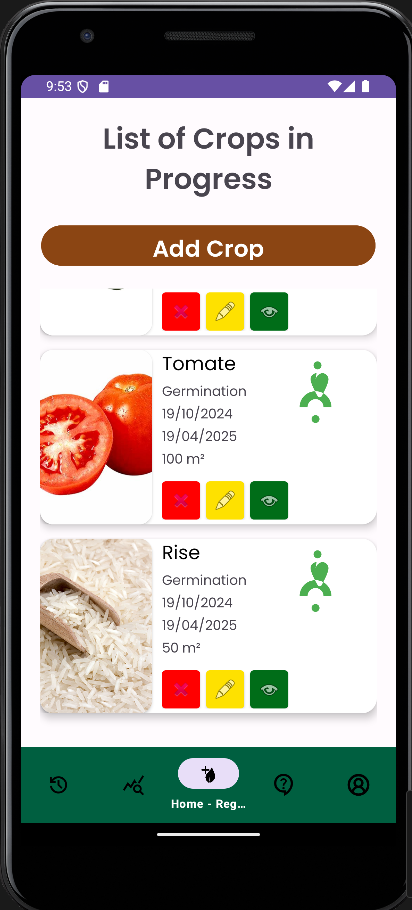 9:53
List of Crops in
Progress
Add Crop
Tomate
Germination
19/10/2024
19/04/2025
100 m²
Rise
Germination
19/10/2024
19/04/2025
50 m²
Home - Reg...